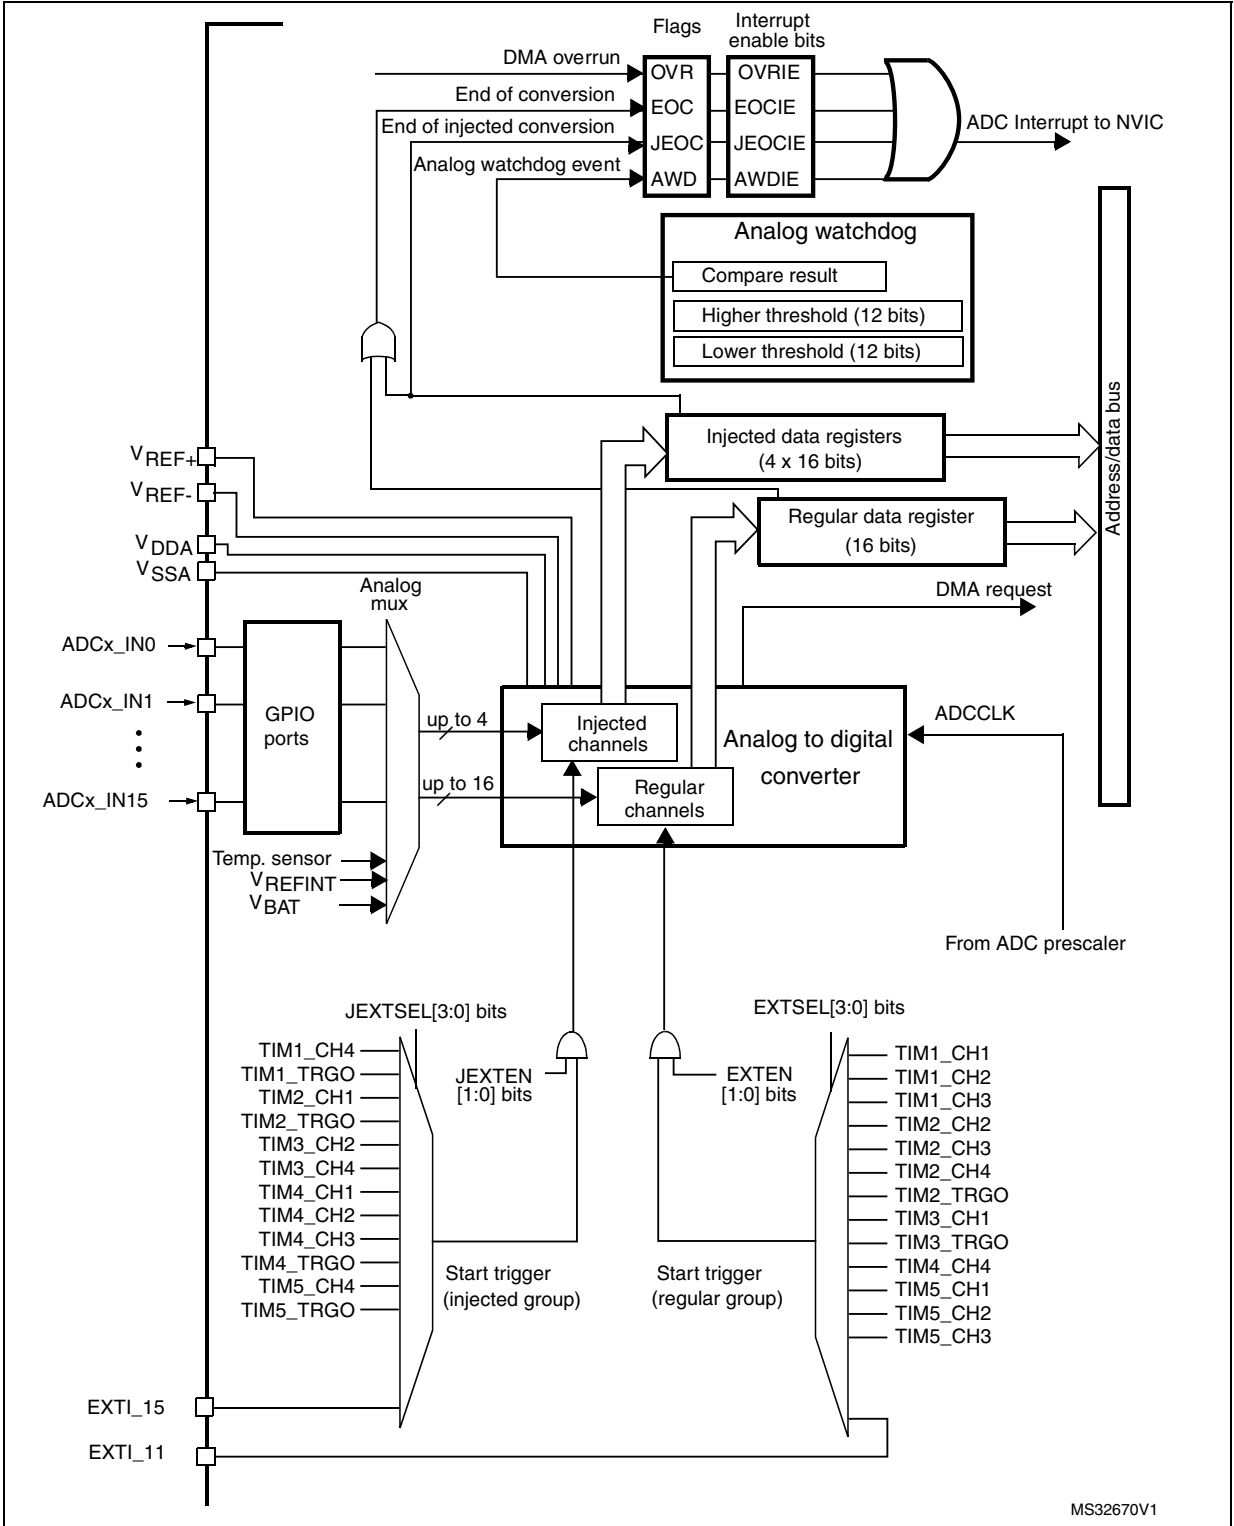 Flags
Interrupt
enable bits
DMA overrun
OVR
OVRIE
End of conversion
EOC
EOCIE
End of injected conversion
JEOC
JEOCIE
ADC Interrupt to NVIC
Analog watchdog event
AWD
AWDIE
Analog watchdog
Compare result
Higher threshold (12 bits)
Lower threshold (12 bits)
Address/data bus
Injected data registers
(4 x 16 bits)
VREF+
VREF-
Regular data register
(16 bits)
VDDA
VSSA
Analog
mux
DMA request
ADCx_IN0
ADCx_IN1
ADCx_IN15
GPIO
ports
up to 4
Injected
channels
up to 16
Regular
channels
Analog to digital
converter
ADCCLK
Temp. sensor
VREFINT
VBAT
From ADC prescaler
JEXTSEL[3:0] bits
EXTSEL[3:0] bits
TIM1_CH4
TIM1_TRGO
TIM2_CH1
TIM2_TRGO
TIM3_CH2
TIM3_CH4
TIM4_CH1
TIM4_CH2
TIM4_CH3
TIM4_TRGO
TIM5_CH4
TIM5_TRGO
JEXTEN
[1:0] bits
EXTEN
[1:0] bits
TIM1_CH1
TIM1_CH2
TIM1_CH3
TIM2_CH2
TIM2_CH3
TIM2_CH4
TIM2_TRGO
TIM3_CH1
TIM3_TRGO
TIM4_CH4
TIM5_CH1
TIM5_CH2
TIM5_CH3
Start trigger
(injected group)
Start trigger
(regular group)
EXTI_15
EXTI_11
MS32670V1